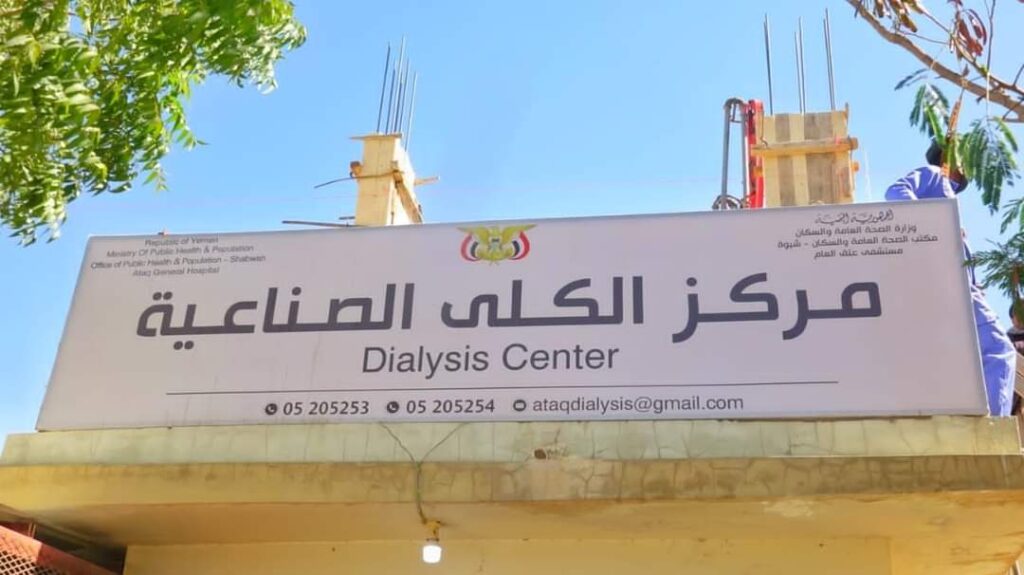 Republic of Yemen
Ministry Of Public Health & Population
Office of Public Health & Population - Shabwah
Ataq General Hospital
الجمهورية اليمنية
وزارة الصحة العامة والسكان
مكتب الصحة العامة والسكان - شبوة
مستشفى عتق العام
مركز الكلى الصناعية
Dialysis Center
05 205253 05 205254 ataqdialysis@gmail.com